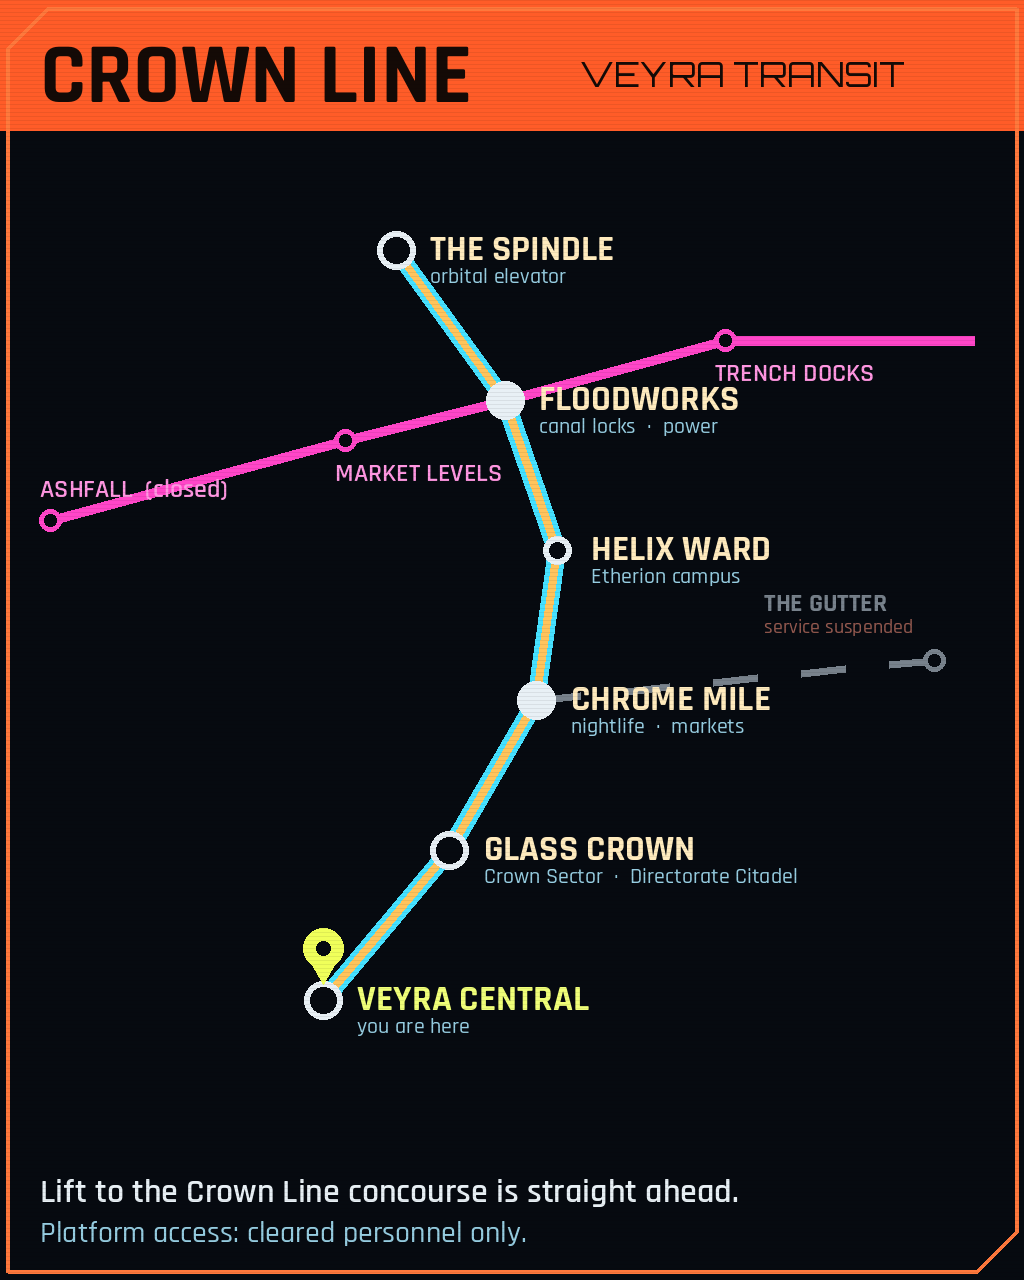 CROWN LINE
VEYRA TRANSIT
THE SPINDLE
orbital elevator
TRENCH DOCKS
FLOODWORKS
canal locks · power
MARKET LEVELS
ASHFALL (closed)
HELIX WARD
Etherion campus
THE GUTTER
service suspended
CHROME MILE
nightlife · markets
GLASS CROWN
Crown Sector · Directorate Citadel
VEYRA CENTRAL
you are here
Lift to the Crown Line concourse is straight ahead.
Platform access: cleared personnel only.